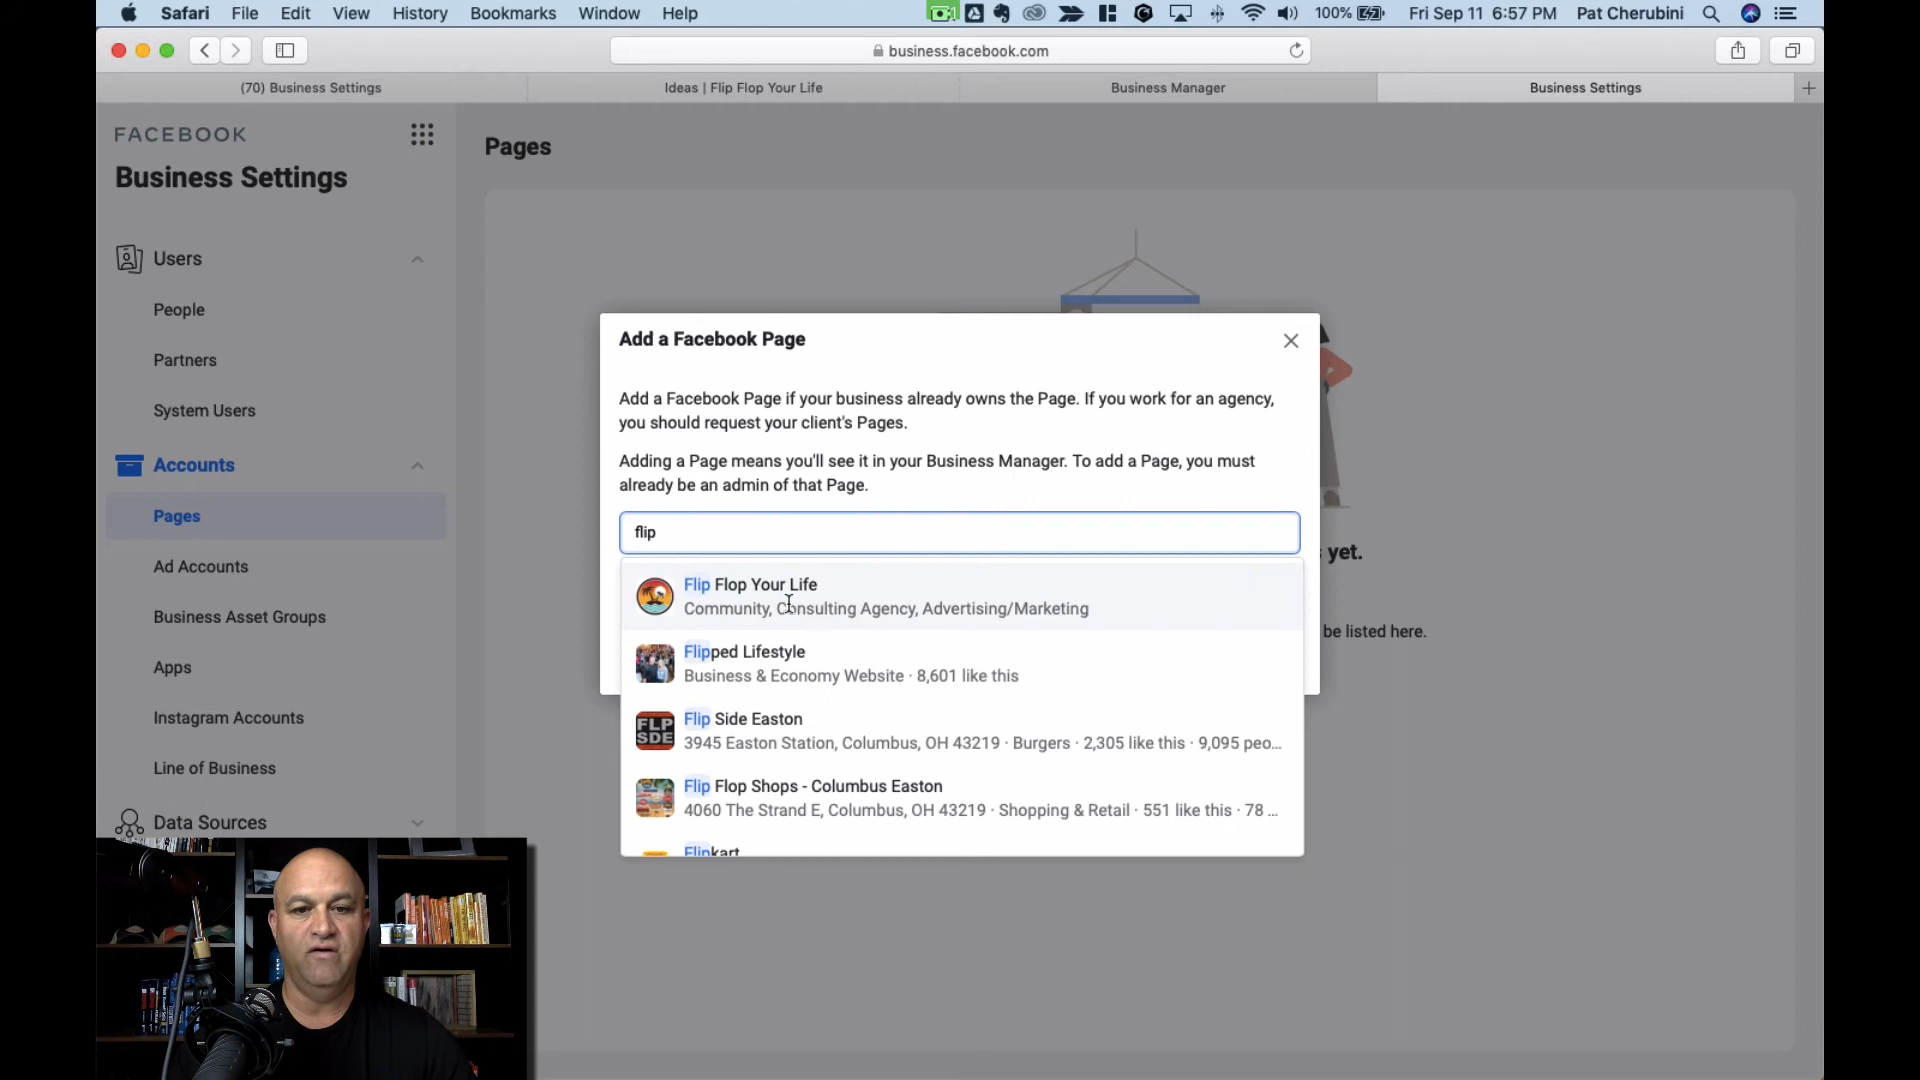 Safari File Edit View History Bookmarks Window Help 100% Fri Sep 11 6:57 PM Pat Cherubini
business.facebook.com
(70) Business Settings
Ideas | Flip Flop Your Life
Business Manager
Business Settings
FACEBOOK
Business Settings
Users
People
Partners
System Users
Accounts
Pages
Ad Accounts
Business Asset Groups
Apps
Instagram Accounts
Line of Business
Data Sources
Pages
Add a Facebook Page
Add a Facebook Page if your business already owns the Page. If you work for an agency,
you should request your client's Pages.
Adding a Page means you'll see it in your Business Manager. To add a Page, you must
already be an admin of that Page.
flip
Flip Flop Your Life
Community, Consulting Agency, Advertising/Marketing
Flipped Lifestyle
Business & Economy Website · 8,601 like this
FLP
SDE
Flip Side Easton
3945 Easton Station, Columbus, OH 43219 · Burgers · 2,305 like this · 9,095 peo...
Flip Flop Shops - Columbus Easton
4060 The Strand E, Columbus, OH 43219 · Shopping & Retail · 551 like this · 78 ...
Flipkart
yet.
be listed here.